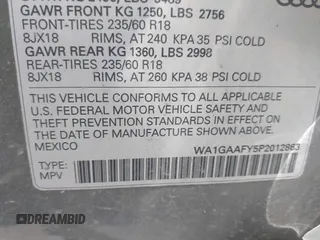 GAWR FRONT KG 1250, LBS 2756
FRONT-TIRES 235/60 R18
8JX18 RIMS, AT 240 KPA 35 PSI COLD
GAWR REAR KG 1360, LBS 2998
REAR-TIRES 235/60 R18
8JX18 RIMS, AT 260 KPA 38 PSI COLD
THIS VEHICLE CONFORMS TO ALL APPLICABLE
U.S. FEDERAL MOTOR VEHICLE SAFETY AND
THEFT PREVENTION STANDARDS IN EFFECT ON
THE DATE OF MANUFACTURE SHOWN ABOVE.
MEXICO
WA1GAAFY5P2012863
TYPE:
MPV
DREAMBID